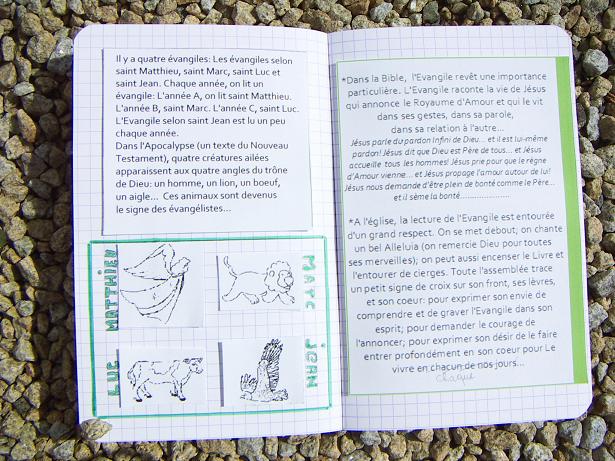 Il y a quatre évangiles: Les évangiles selon
saint Matthieu, saint Marc, saint Luc et
saint Jean. Chaque année, on lit un
évangile: L'année A, on lit saint Matthieu.
L'année B, saint Marc. L'année C, saint Luc.
L'Evangile selon saint Jean est lu un peu
chaque année.
Dans l'Apocalypse (un texte du Nouveau
Testament), quatre créatures ailées
apparaissent aux quatre angles du trône
de Dieu: un homme, un lion, un boeuf,
un aigle... Ces animaux sont devenus
le signe des évangélistes...
MATTHIEU
MARC
LUC
JEAN
*Dans la Bible, l'Evangile revêt une importance
particulière. L'Evangile raconte la vie de Jésus
qui annonce le Royaume d'Amour et qui le vit
dans ses gestes, dans sa parole,
dans sa relation à l'autre...
Jésus parle du pardon Infini de Dieu... et il est lui-même
pardon! Jésus dit que Dieu est Père de tous... et Jésus
accueille tous les hommes! Jésus prie pour que le règne
d'Amour vienne... et Jésus propage l'amour autour de lui!
Jésus nous demande d'être plein de bonté comme le Père...
et il sème la bonté.....................
*A l'église, la lecture de l'Evangile est entourée
d'un grand respect. On se met debout; on chante
un bel Alleluia (on remercie Dieu pour toutes
ses merveilles); on peut aussi encenser le Livre et
l'entourer de cierges. Toute l'assemblée trace
un petit signe de croix sur son front, ses lèvres,
et son coeur: pour exprimer son envie de
comprendre et de graver l'Evangile dans son
esprit; pour demander le courage de
l'annoncer; pour exprimer son désir de le faire
entrer profondément en son coeur pour Le
vivre en chacun de nos jours...
chaque